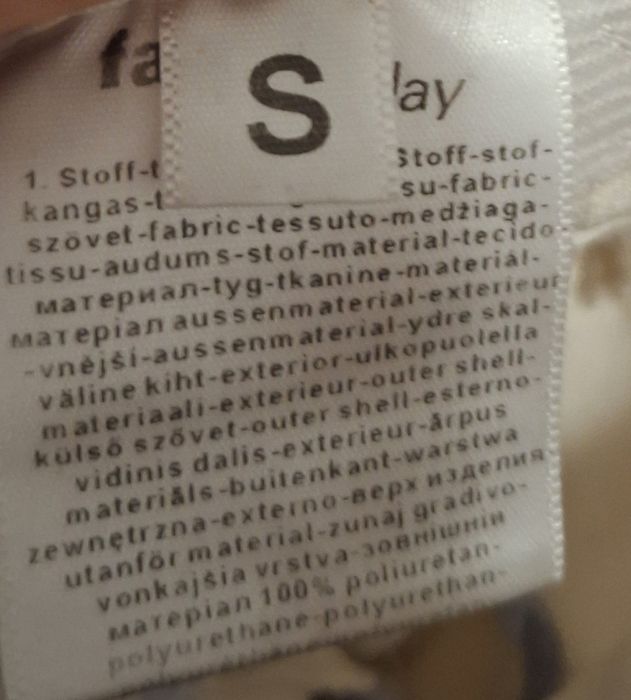 fa
S
lay
1. Stoff-t Stoff-stof-
kangas-t su-fabric-
szövet-fabric-tessuto-medžiaga-
tissu-audums-stof-material-tecido-
материал-tyg-tkanine-materiál-
матеріал aussenmaterial-exterieur
-vnější-aussenmaterial-ydre skal-
väline kiht-exterior-ulkopuolella
materiaali-exterieur-outer shell-
külső szövet-outer shell-esterno-
vidinis dalis-exterieur-ārpus
materiāls-buitenkant-warstwa
zewnętrzna-externo-верх изделия-
utanför material-zunaj gradivo-
vonkajšia vrstva-зовнішній
матеріал 100% poliuretan-
polyurethane-polyurethan-